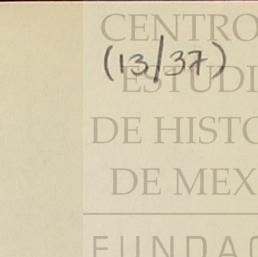 CENTRO
(13/37)
ESTUDI
DE HISTO
DE MEX
FUNDAC